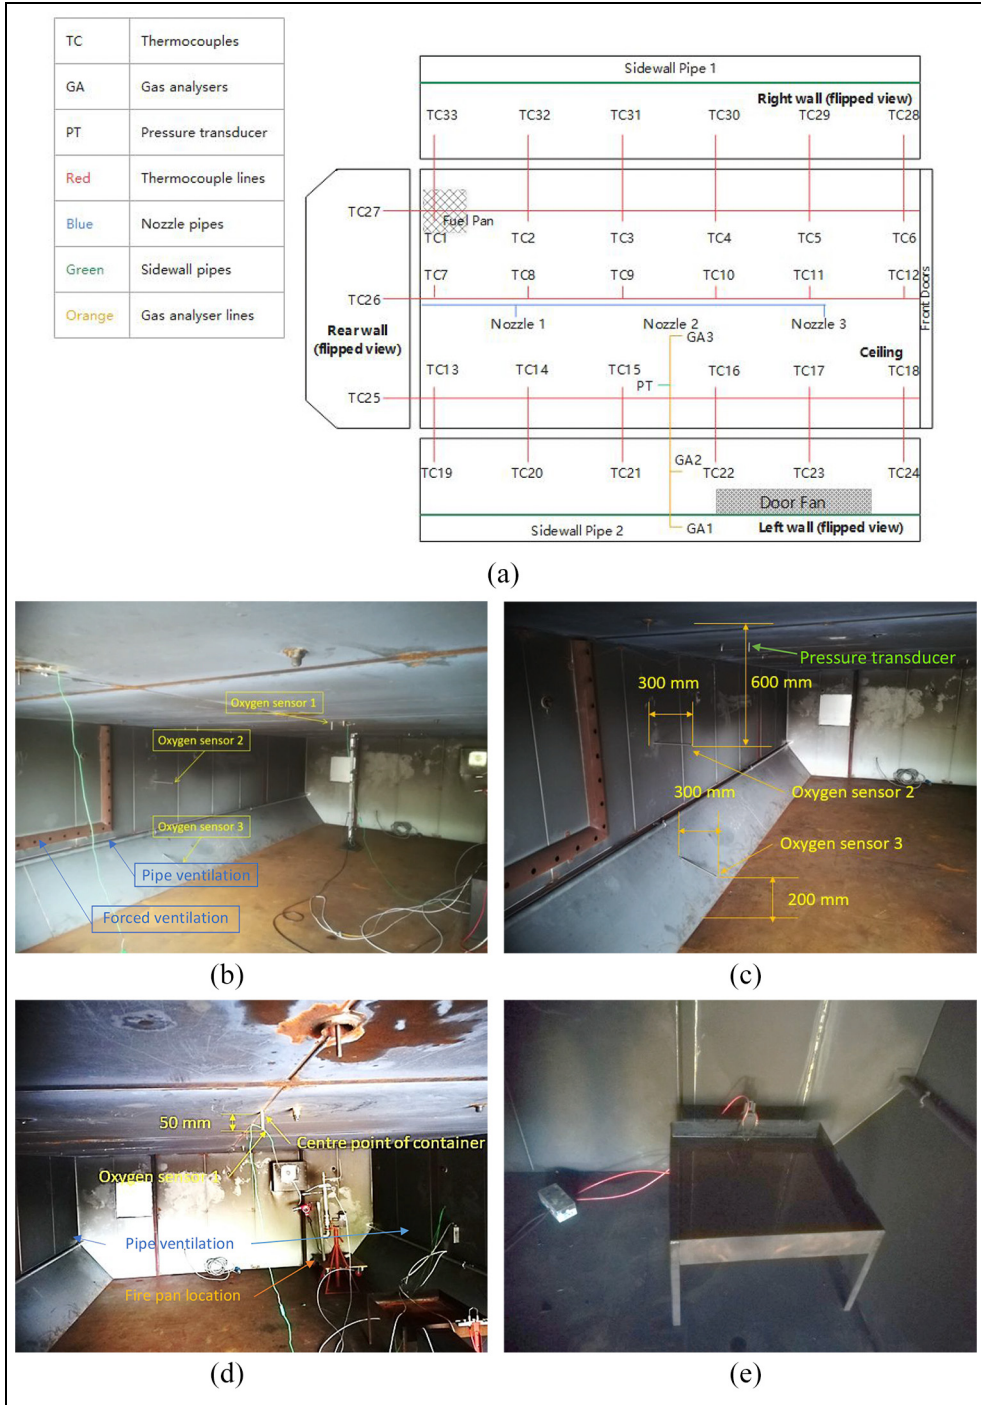 TC Thermocouples
GA Gas analysers
PT Pressure transducer
Red Thermocouple lines
Blue Nozzle pipes
Green Sidewall pipes
Orange Gas analyser lines
Sidewall Pipe 1
Right wall (flipped view)
TC33 TC32 TC31 TC30 TC29 TC28
TC27
Fuel Pan
TC1 TC2 TC3 TC4 TC5 TC6
TC7 TC8 TC9 TC10 TC11 TC12
TC26
Front Doors
Nozzle 1 Nozzle 2 Nozzle 3
Rear wall
(flipped view)
GA3
Ceiling
TC13 TC14 TC15 TC16 TC17 TC18
PT
TC25
GA2
TC19 TC20 TC21 TC22 TC23 TC24
Door Fan
Sidewall Pipe 2 GA1 Left wall (flipped view)
(a)
Oxygen sensor 1
Oxygen sensor 2
Oxygen sensor 3
Pipe ventilation
Forced ventilation
(b)
Pressure transducer
300 mm 600 mm
300 mm Oxygen sensor 2
Oxygen sensor 3
200 mm
(c)
50 mm
Centre point of container
Oxygen sensor 1
Pipe ventilation
Fire pan location
(d)
(e)